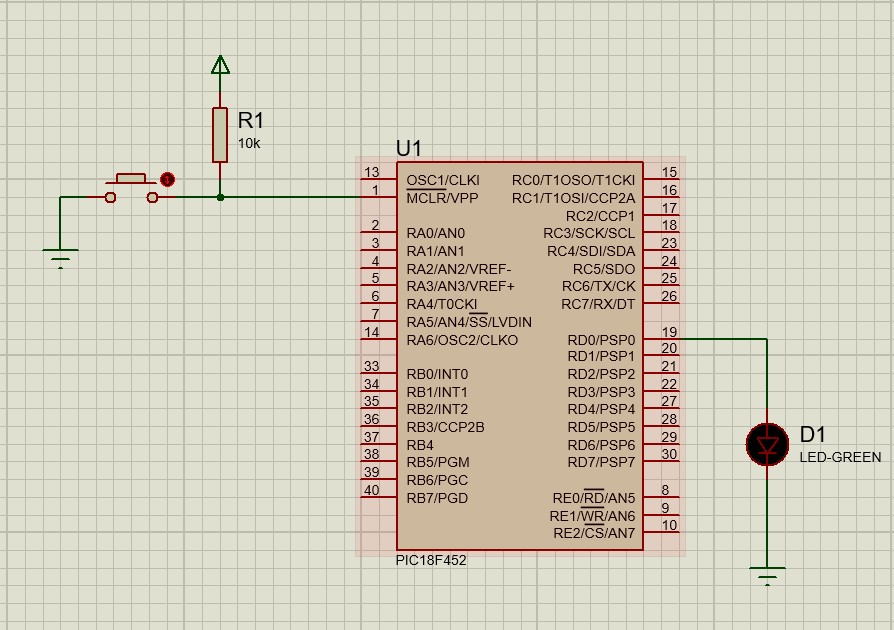 R1
10k
U1
13 OSC1/CLKI RC0/T1OSO/T1CKI 15
1 MCLR/VPP RC1/T1OSI/CCP2A 16
RC2/CCP1 17
2 RA0/AN0 RC3/SCK/SCL 18
3 RA1/AN1 RC4/SDI/SDA 23
4 RA2/AN2/VREF- RC5/SDO 24
5 RA3/AN3/VREF+ RC6/TX/CK 25
6 RA4/T0CKI RC7/RX/DT 26
7 RA5/AN4/SS/LVDIN
14 RA6/OSC2/CLKO RD0/PSP0 19
RD1/PSP1 20
33 RB0/INT0 RD2/PSP2 21
34 RB1/INT1 RD3/PSP3 22
35 RB2/INT2 RD4/PSP4 27
36 RB3/CCP2B RD5/PSP5 28
37 RB4 RD6/PSP6 29
38 RB5/PGM RD7/PSP7 30
39 RB6/PGC
40 RB7/PGD RE0/RD/AN5 8
RE1/WR/AN6 9
RE2/CS/AN7 10
PIC18F452
D1
LED-GREEN